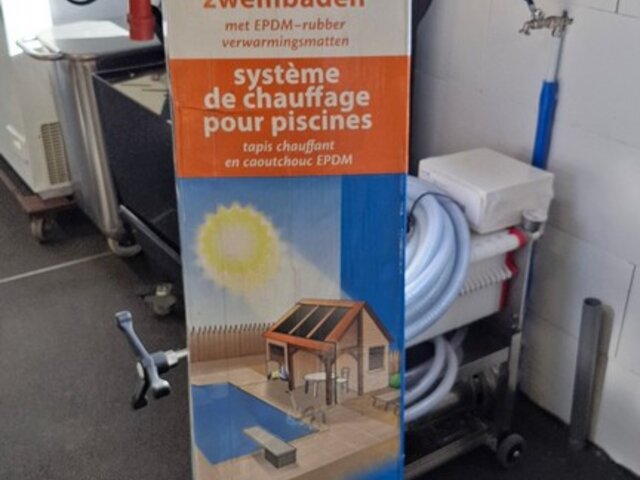 zwembaden
met EPDM-rubber
verwarmingsmatten
système
de chauffage
pour piscines
tapis chauffant
en caoutchouc EPDM